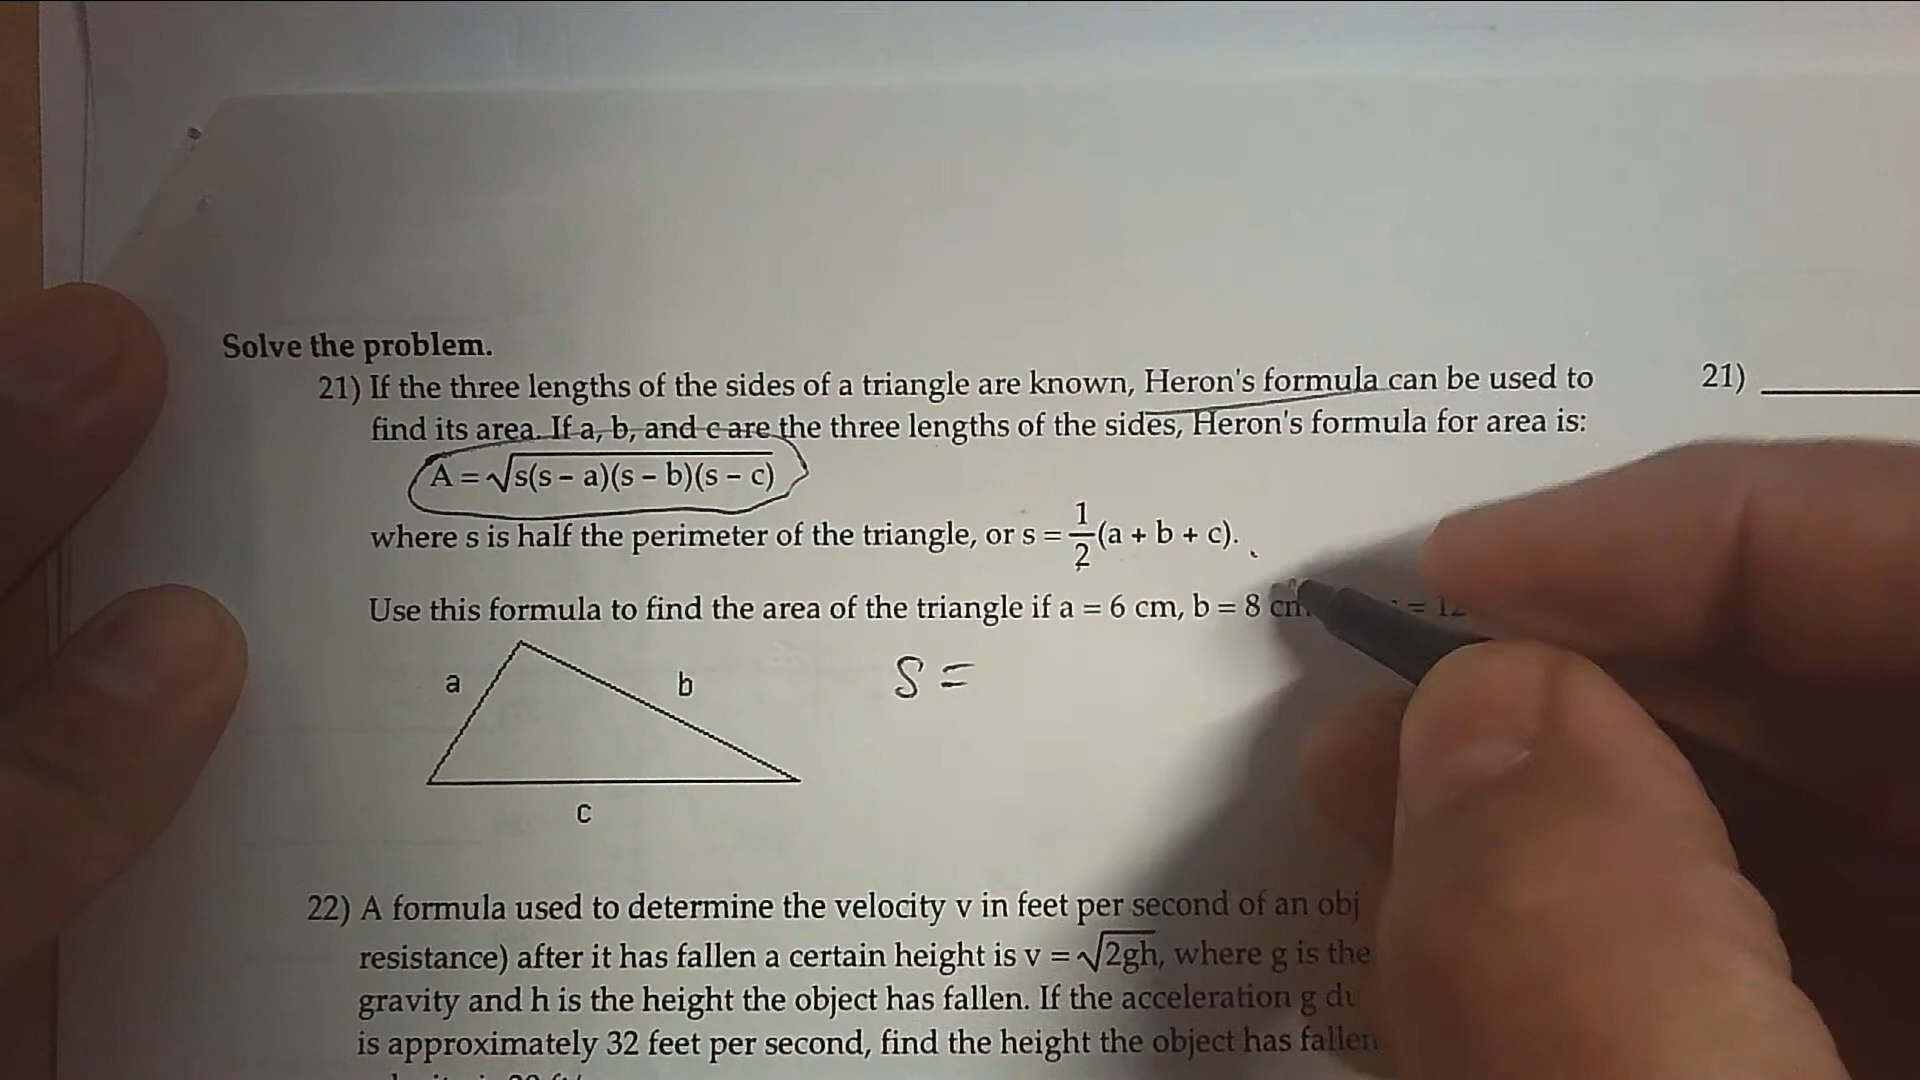 Solve the problem.
21) If the three lengths of the sides of a triangle are known, Heron's formula can be used to 21)
find its area. If a, b, and c are the three lengths of the sides, Heron's formula for area is:
A = √s(s – a)(s – b)(s – c)
where s is half the perimeter of the triangle, or s = 1/2(a + b + c).
Use this formula to find the area of the triangle if a = 6 cm, b = 8 cm = 12
a b S =
c
22) A formula used to determine the velocity v in feet per second of an obj
resistance) after it has fallen a certain height is v = √2gh, where g is the
gravity and h is the height the object has fallen. If the acceleration g du
is approximately 32 feet per second, find the height the object has fallen